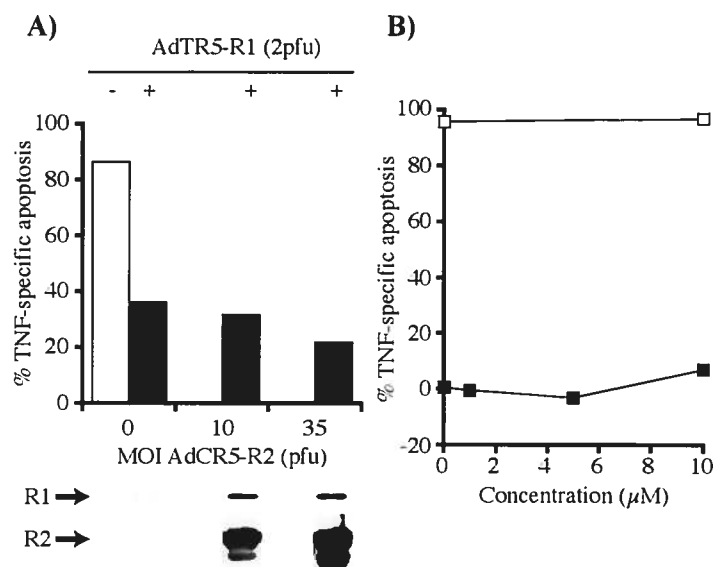 A)
AdTR5-R1 (2pfu)
- + + +
% TNF-specific apoptosis
100
80
60
40
20
0
0 10 35
MOI AdCR5-R2 (pfu)
R1
R2
B)
% TNF-specific apoptosis
100
80
60
40
20
0
-20
0 2 4 6 8 10
Concentration (µM)